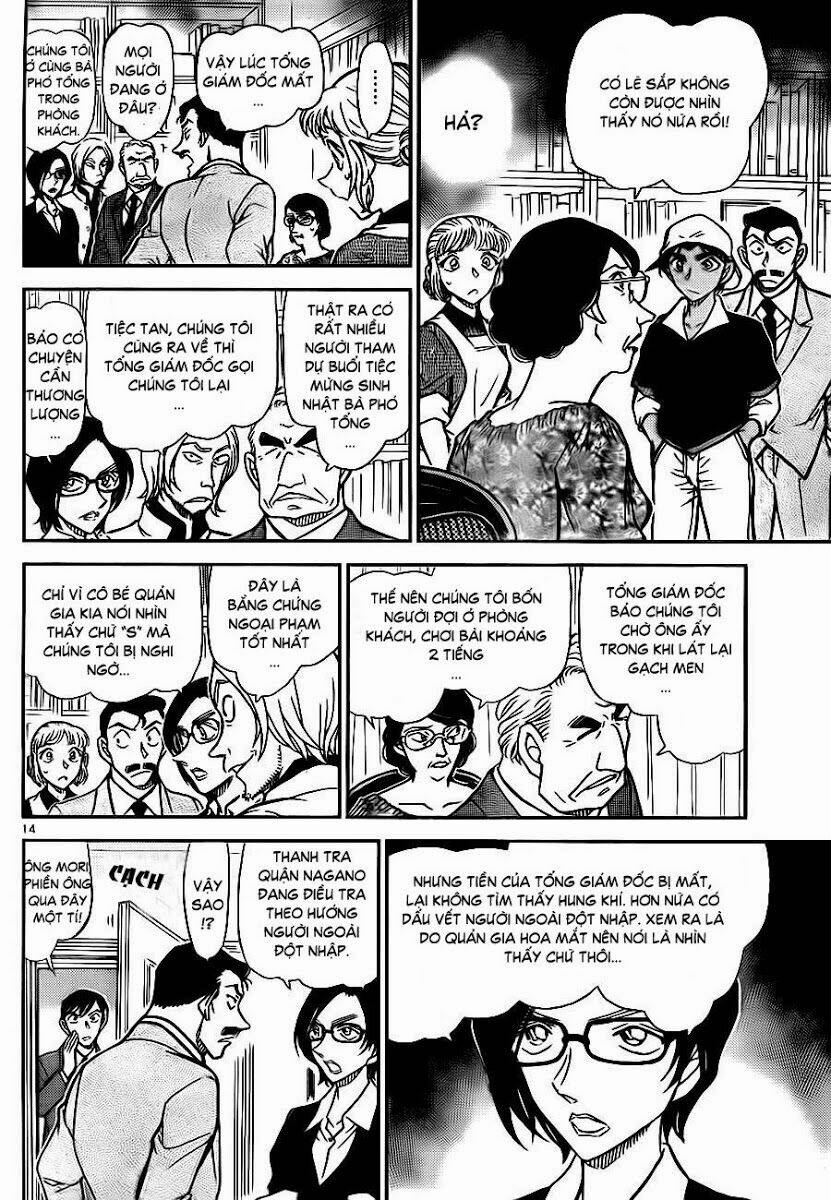 CÓ LẼ SẮP KHÔNG
CÒN ĐƯỢC NHÌN
THẤY NÓ NỮA RỒI!
HẢ?
......
VẬY LÚC TỔNG
GIÁM ĐỐC MẤT
...
MỌI
NGƯỜI
ĐANG Ở
ĐÂU?
CHÚNG TÔI
Ở CÙNG BÀ
PHÓ TỔNG
TRONG
PHÒNG
KHÁCH.
THẬT RA CÓ
RẤT NHIỀU
NGƯỜI THAM
DỰ BUỔI TIỆC
MỪNG SINH
NHẬT BÀ PHÓ
TỔNG
...
TIỆC TAN, CHÚNG TÔI
CŨNG RA VỀ THÌ
TỔNG GIÁM ĐỐC GỌI
CHÚNG TÔI LẠI
...
BẢO CÓ
CHUYỆN
CẦN
THƯƠNG
LƯỢNG
...
TỔNG GIÁM ĐỐC
BẢO CHÚNG TÔI
CHỜ ÔNG ẤY
TRONG KHI LÁT LẠI
GẠCH MEN
...
THẾ NÊN CHÚNG TÔI BỐN
NGƯỜI ĐỢI Ở PHÒNG
KHÁCH, CHƠI BÀI KHOẢNG
2 TIẾNG
...
ĐÂY LÀ
BẰNG CHỨNG
NGOẠI PHẠM
TỐT NHẤT
...
CHỈ VÌ CÔ BÉ QUẢN
GIA KIA NÓI NHÌN
THẤY CHỮ "S" MÀ
CHÚNG TÔI BỊ NGHI
NGỜ...
14
NHƯNG TIỀN CỦA TỔNG GIÁM ĐỐC BỊ MẤT,
LẠI KHÔNG TÌM THẤY HUNG KHÍ. HƠN NỮA CÓ
DẤU VẾT NGƯỜI NGOÀI ĐỘT NHẬP. XEM RA LÀ
DO QUẢN GIA HOA MẮT NÊN NÓI LÀ NHÌN
THẤY CHỮ THÔI...
THANH TRA
QUẬN NAGANO
ĐANG ĐIỀU TRA
THEO HƯỚNG
NGƯỜI NGOÀI
ĐỘT NHẬP.
VẬY
SAO
!?
CẠCH
ÔNG MORI
PHIỀN ÔNG
QUA ĐÂY
MỘT TÍ!